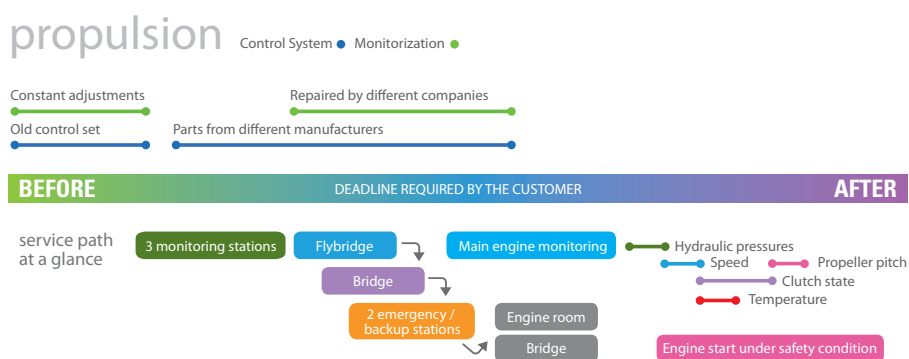 propulsion
Control System
Monitorization
Constant adjustments
Repaired by different companies
Old control set
Parts from different manufacturers
BEFORE
DEADLINE REQUIRED BY THE CUSTOMER
AFTER
service path
at a glance
3 monitoring stations
Flybridge
Main engine monitoring
Hydraulic pressures
Speed
Propeller pitch
Bridge
Clutch state
Temperature
2 emergency /
backup stations
Engine room
Bridge
Engine start under safety condition